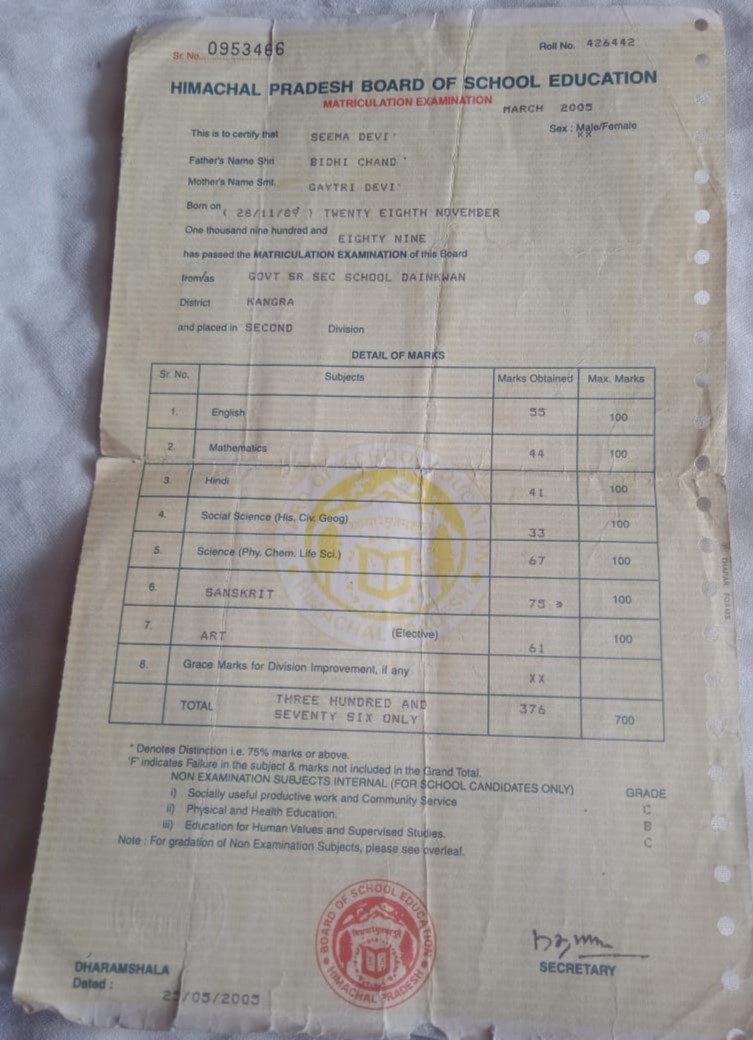 Sr. No. 0953466 Roll No. 426442
HIMACHAL PRADESH BOARD OF SCHOOL EDUCATION
MATRICULATION EXAMINATION MARCH 2005
This is to certify that SEEMA DEVI Sex : Male/Female
XX
Father's Name Shri BIDHI CHAND
Mother's Name Smt. GAYTRI DEVI
Born on ( 28/11/89 ) TWENTY EIGHTH NOVEMBER
One thousand nine hundred and EIGHTY NINE
has passed the MATRICULATION EXAMINATION of this Board
from/as GOVT SR SEC SCHOOL DAINKWAN
District KANGRA
and placed in SECOND Division
DETAIL OF MARKS
Sr. No. Subjects Marks Obtained Max. Marks
1. English 55 100
2. Mathematics 44 100
3. Hindi 41 100
4. Social Science (His. Civ. Geog) 33 100
5. Science (Phy. Chem. Life Sci.) 67 100
6. SANSKRIT 75 * 100
7. ART (Elective) 61 100
8. Grace Marks for Division Improvement, if any XX
TOTAL THREE HUNDRED AND SEVENTY SIX ONLY 376 700
* Denotes Distinction i.e. 75% marks or above.
'F' indicates Failure in the subject & marks not included in the Grand Total.
NON EXAMINATION SUBJECTS INTERNAL (FOR SCHOOL CANDIDATES ONLY) GRADE
i) Socially useful productive work and Community Service C
ii) Physical and Health Education. B
iii) Education for Human Values and Supervised Studies. C
Note : For gradation of Non Examination Subjects, please see overleaf.
BOARD OF SCHOOL EDUCATION
HIMACHAL PRADESH
DHARAMSHALA SECRETARY
Dated : 25/05/2005